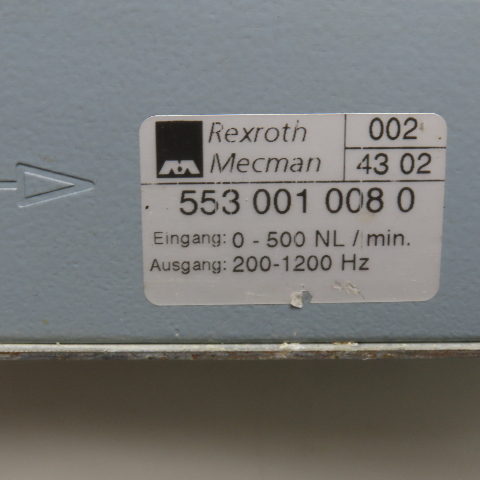 Rexroth 002
Mecman 43 02
553 001 008 0
Eingang: 0 - 500 NL / min.
Ausgang: 200-1200 Hz